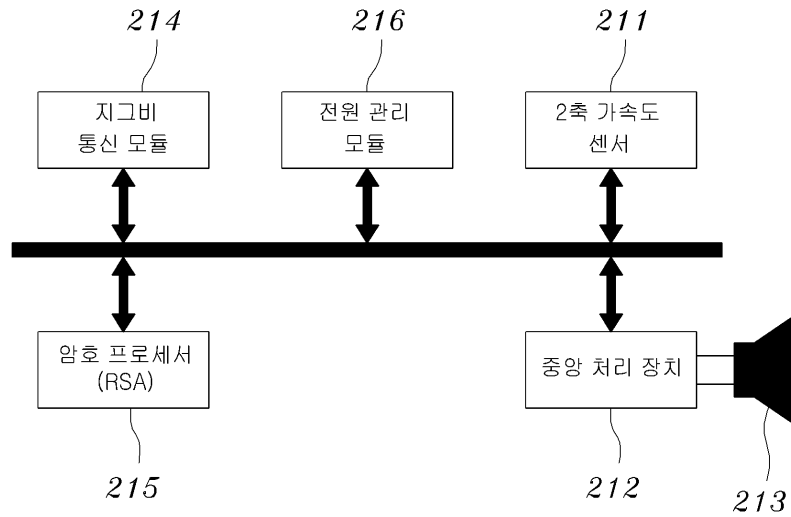 214
216
211
지그비
통신 모듈
전원 관리
모듈
2축 가속도
센서
암호 프로세서
(RSA)
중앙 처리 장치
215
212
213